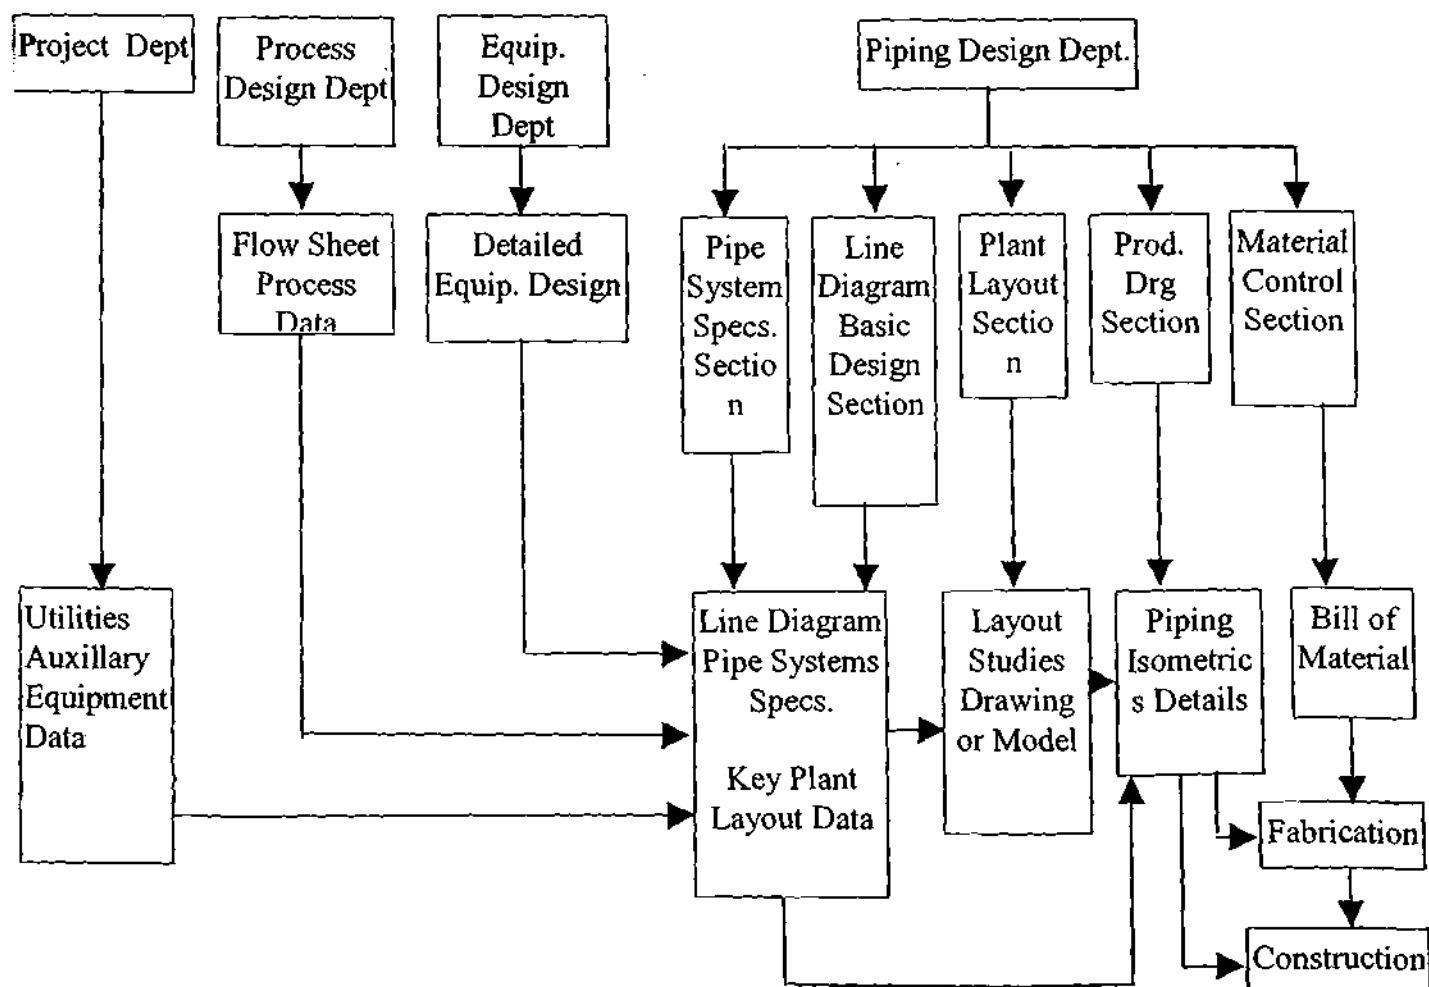 Project Dept
Process
Design Dept
Equip.
Design
Dept
Piping Design Dept.
Flow Sheet
Process
Data
Detailed
Equip. Design
Pipe
System
Specs.
Sectio
n
Line
Diagram
Basic
Design
Section
Plant
Layout
Sectio
n
Prod.
Drg
Section
Material
Control
Section
Utilities
Auxillary
Equipment
Data
Line Diagram
Pipe Systems
Specs.
Key Plant
Layout Data
Layout
Studies
Drawing
or Model
Piping
Isometric
s Details
Bill of
Material
Fabrication
Construction